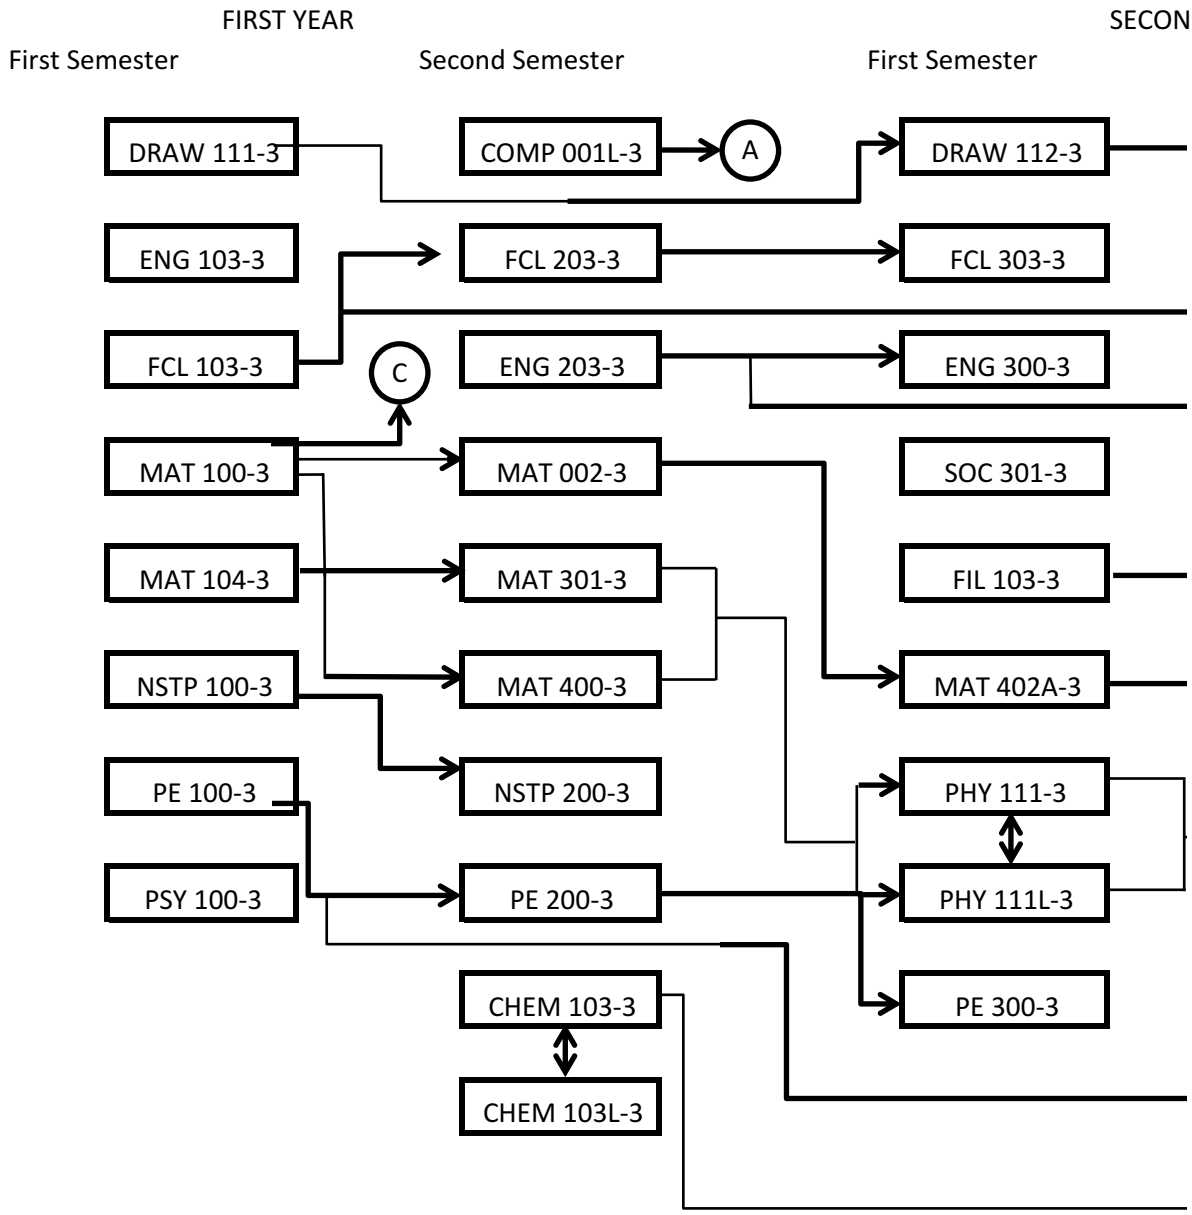 FIRST YEAR
SECON
First Semester
Second Semester
First Semester
DRAW 111-3
COMP 001L-3
A
DRAW 112-3
ENG 103-3
FCL 203-3
FCL 303-3
FCL 103-3
C
ENG 203-3
ENG 300-3
MAT 100-3
MAT 002-3
SOC 301-3
MAT 104-3
MAT 301-3
FIL 103-3
NSTP 100-3
MAT 400-3
MAT 402A-3
PE 100-3
NSTP 200-3
PHY 111-3
PSY 100-3
PE 200-3
PHY 111L-3
CHEM 103-3
PE 300-3
CHEM 103L-3